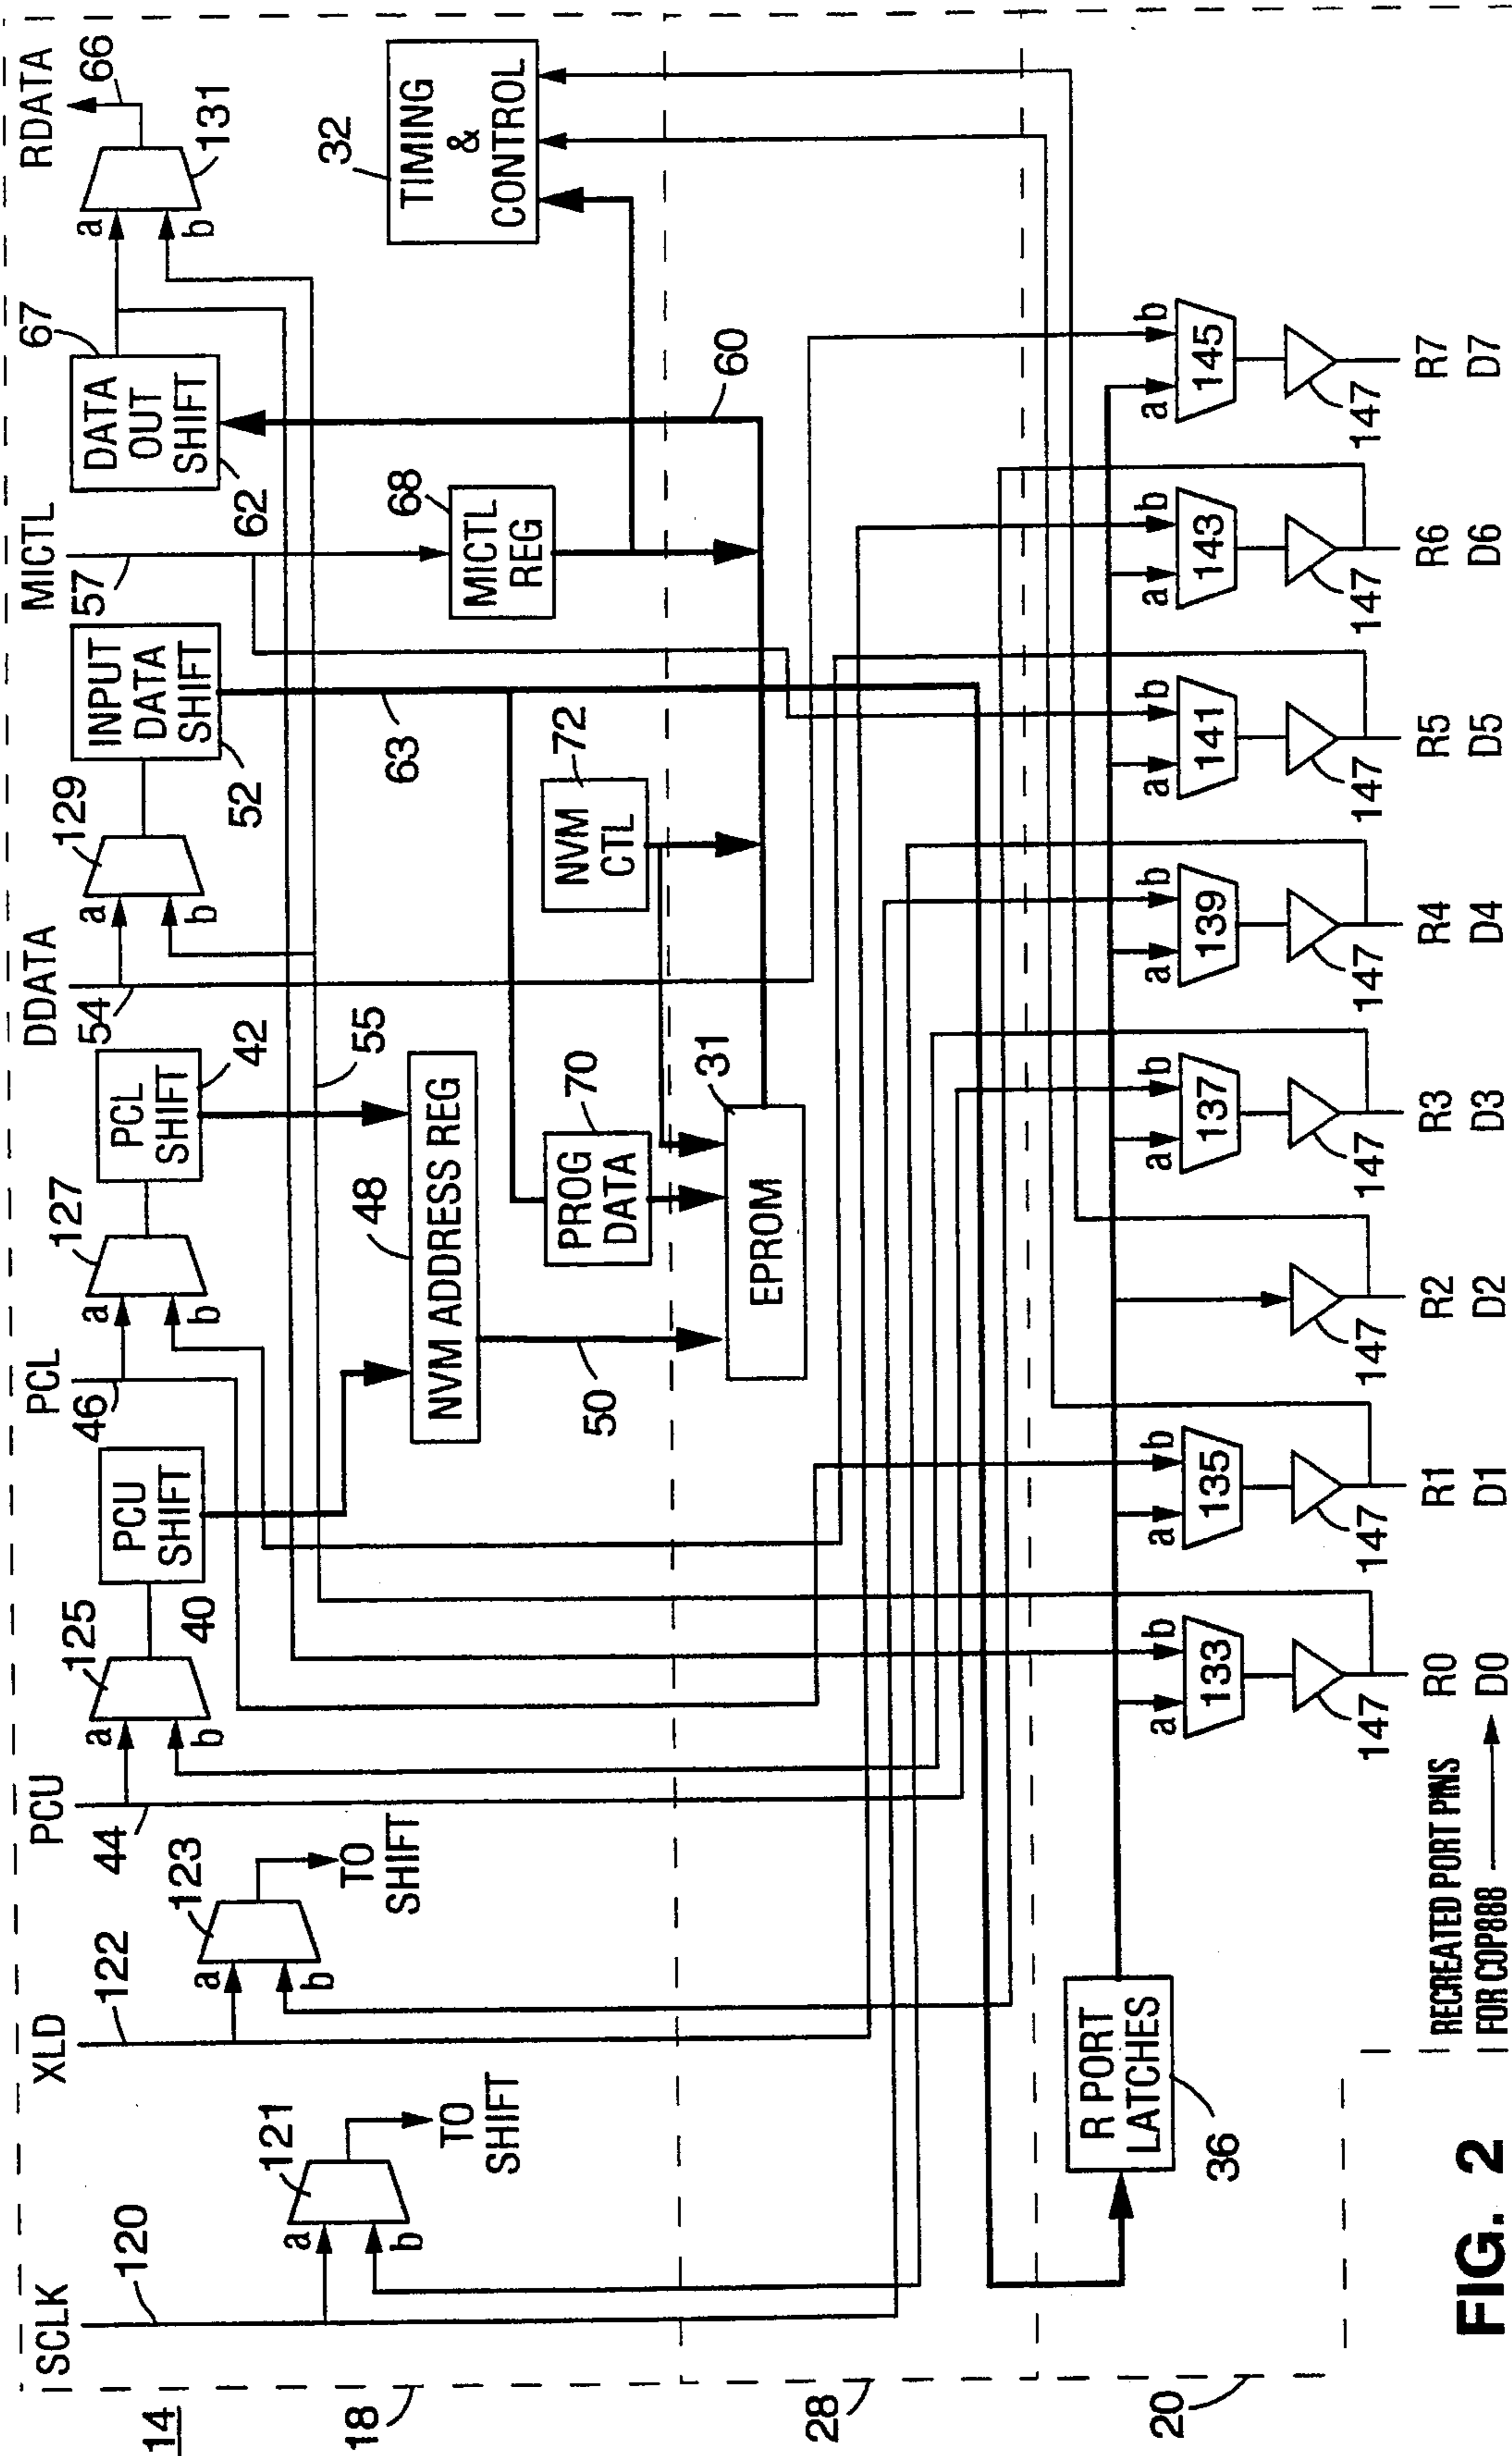 14
SCLK
XLD
PCU
PCL
DDATA
MICTL
RDATA
120
122
44
46
54
57
66
18
121
a
b
TO
SHIFT
123
a
b
TO
SHIFT
125
a
b
40
PCU
SHIFT
127
a
b
PCL
SHIFT
42
55
129
a
b
INPUT
DATA
SHIFT
52
63
62
DATA
OUT
SHIFT
67
131
a
b
NVM ADDRESS REG
48
MICTL
REG
68
32
TIMING
&
CONTROL
50
PROG
DATA
70
NVM
CTL
72
60
28
EPROM
31
20
R PORT
LATCHES
36
a
b
133
a
b
135
a
b
137
a
b
139
a
b
141
a
b
143
a
b
145
147
147
147
147
147
147
147
147
RECREATED PORT PINS
FOR COP888
R0 R1 R2 R3 R4 R5 R6 R7
D0 D1 D2 D3 D4 D5 D6 D7
FIG. 2